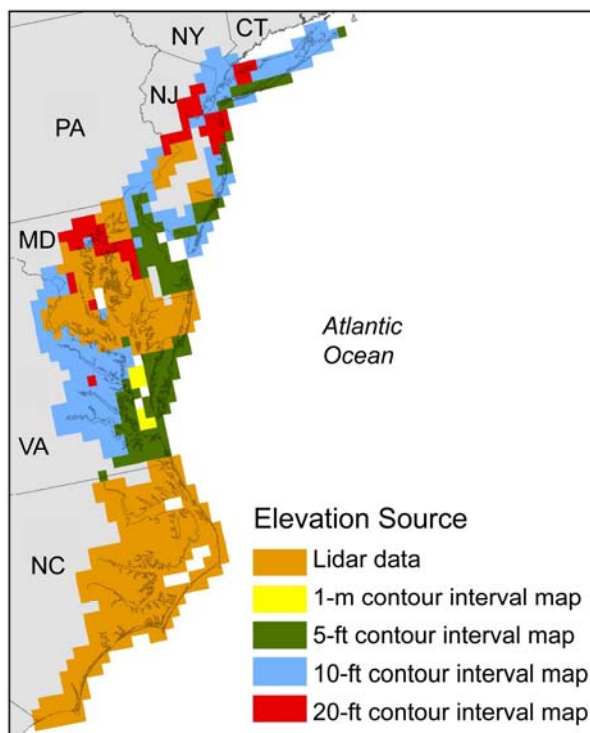 NY
CT
NJ
PA
MD
Atlantic
Ocean
VA
NC
Elevation Source
Lidar data
1-m contour interval map
5-ft contour interval map
10-ft contour interval map
20-ft contour interval map